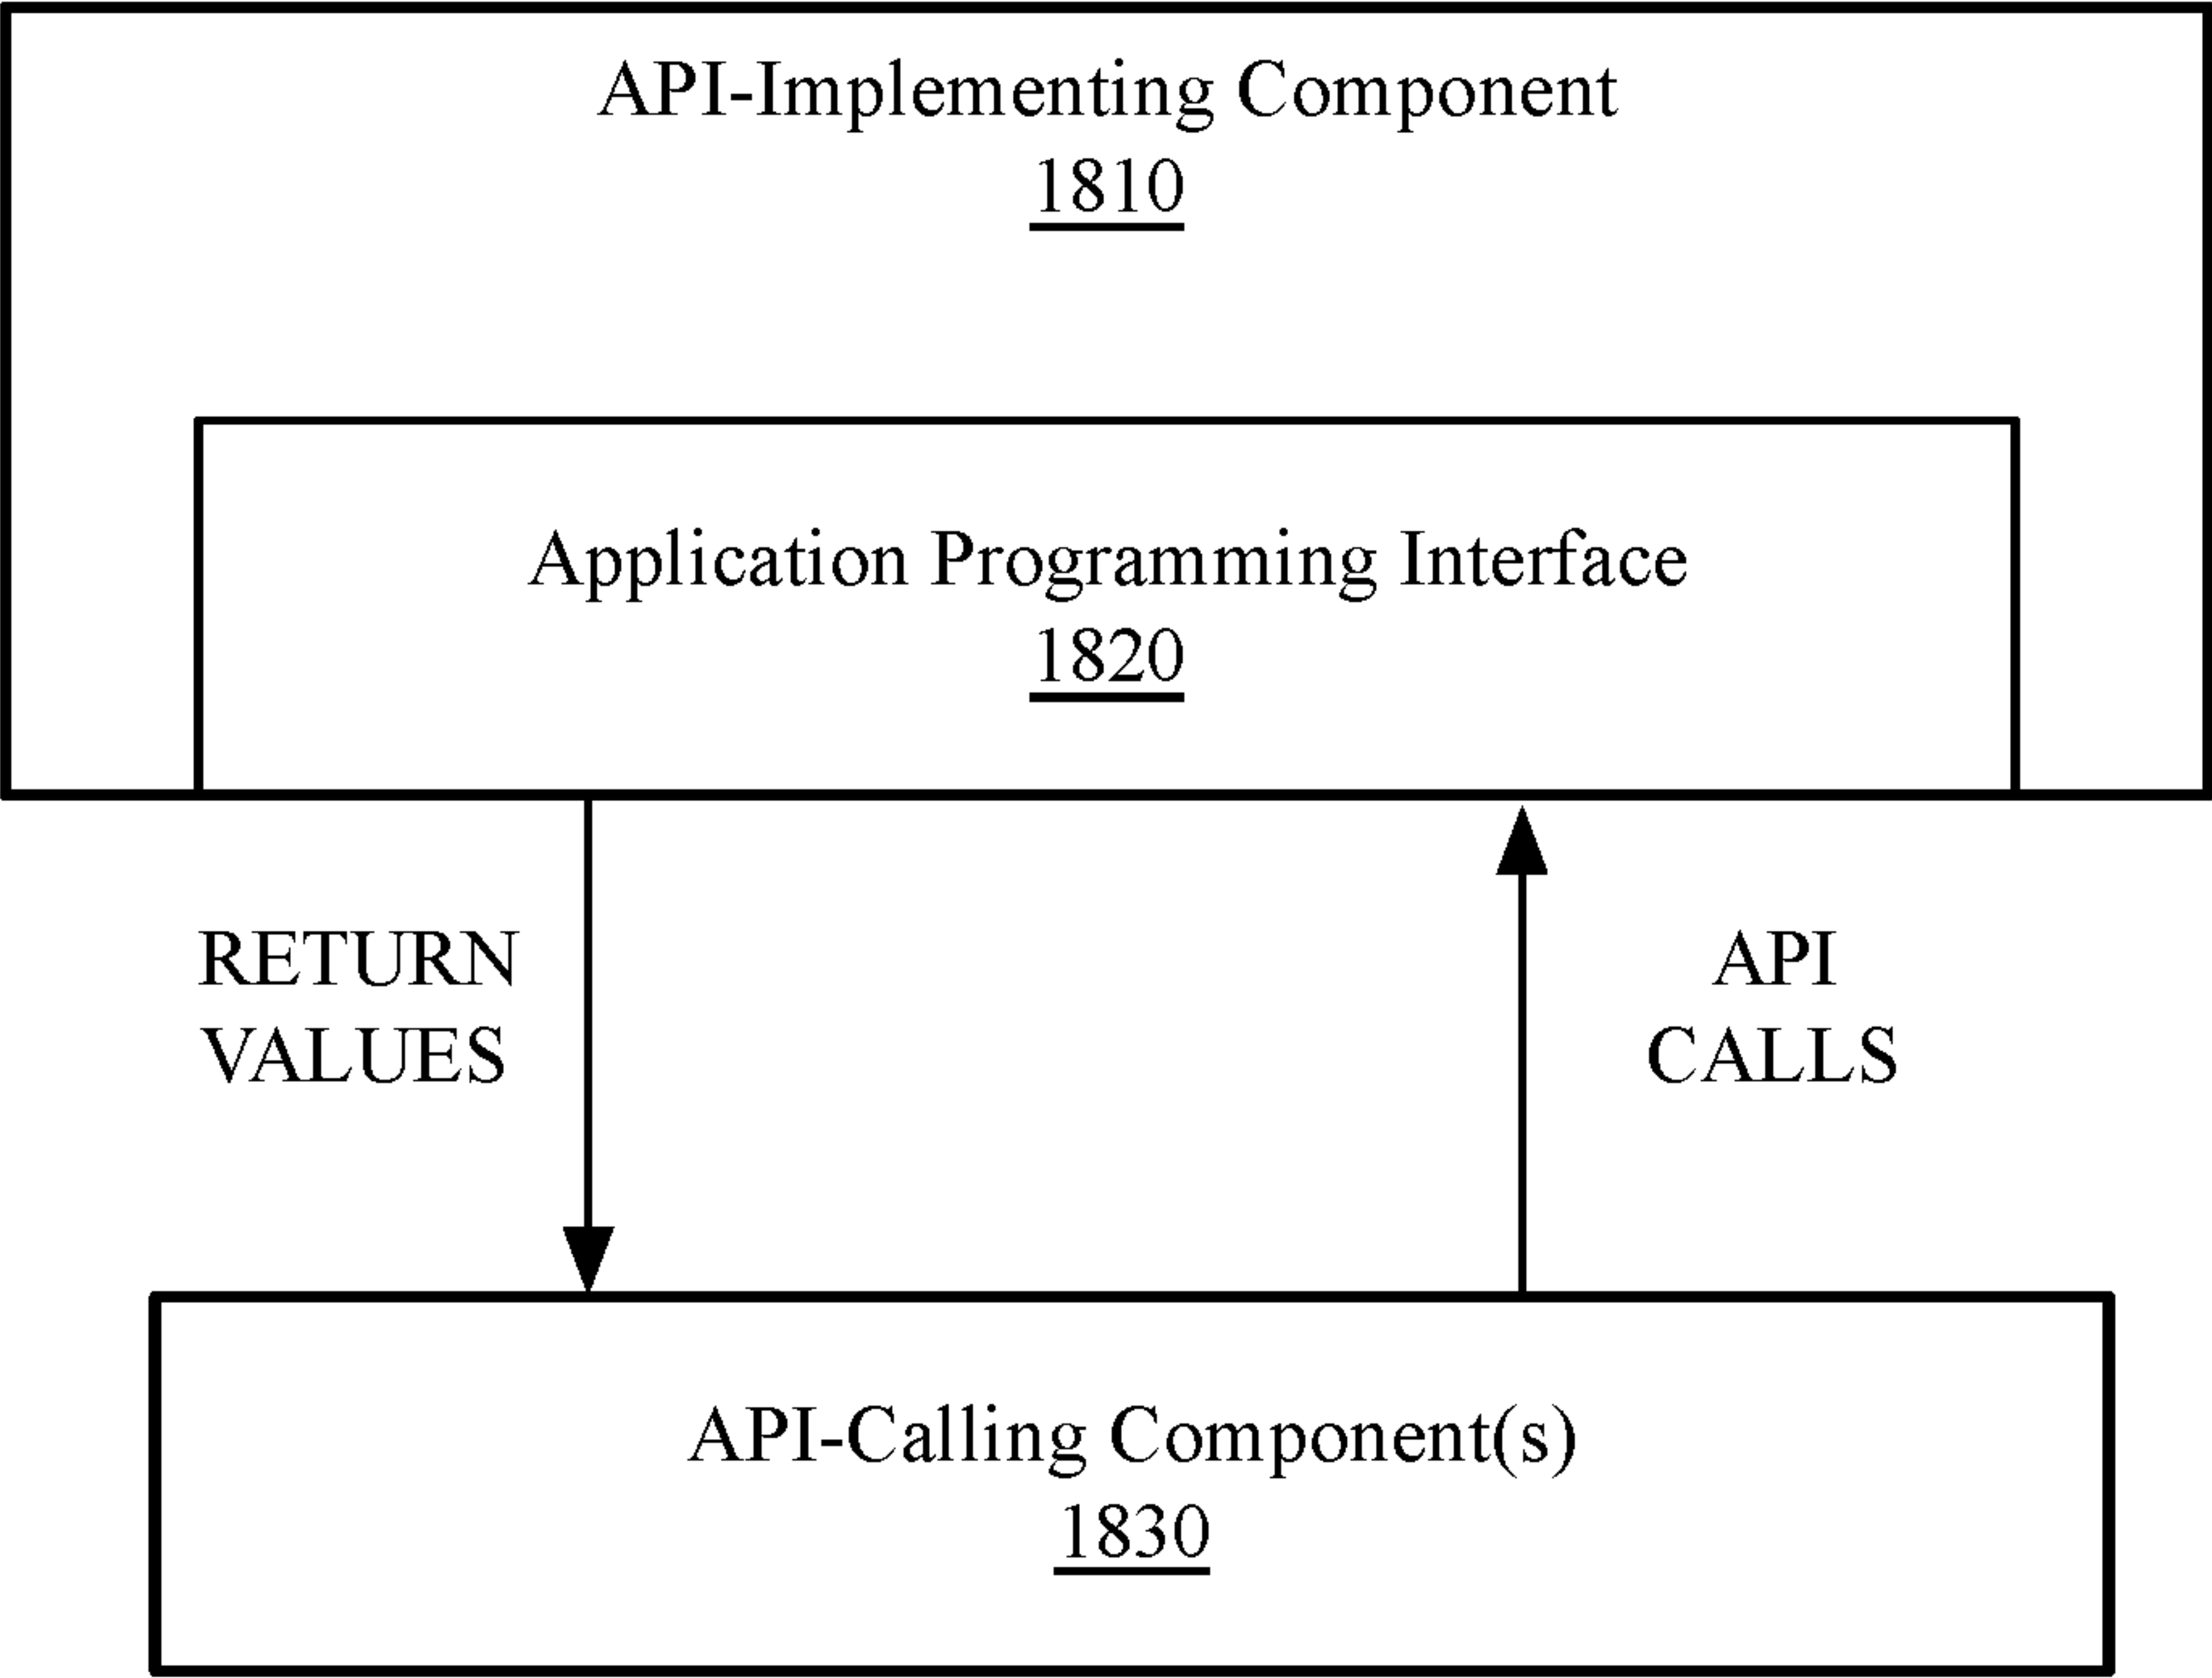 API-Implementing Component
1810
Application Programming Interface
1820
RETURN
VALUES
API
CALLS
API-Calling Component(s)
1830